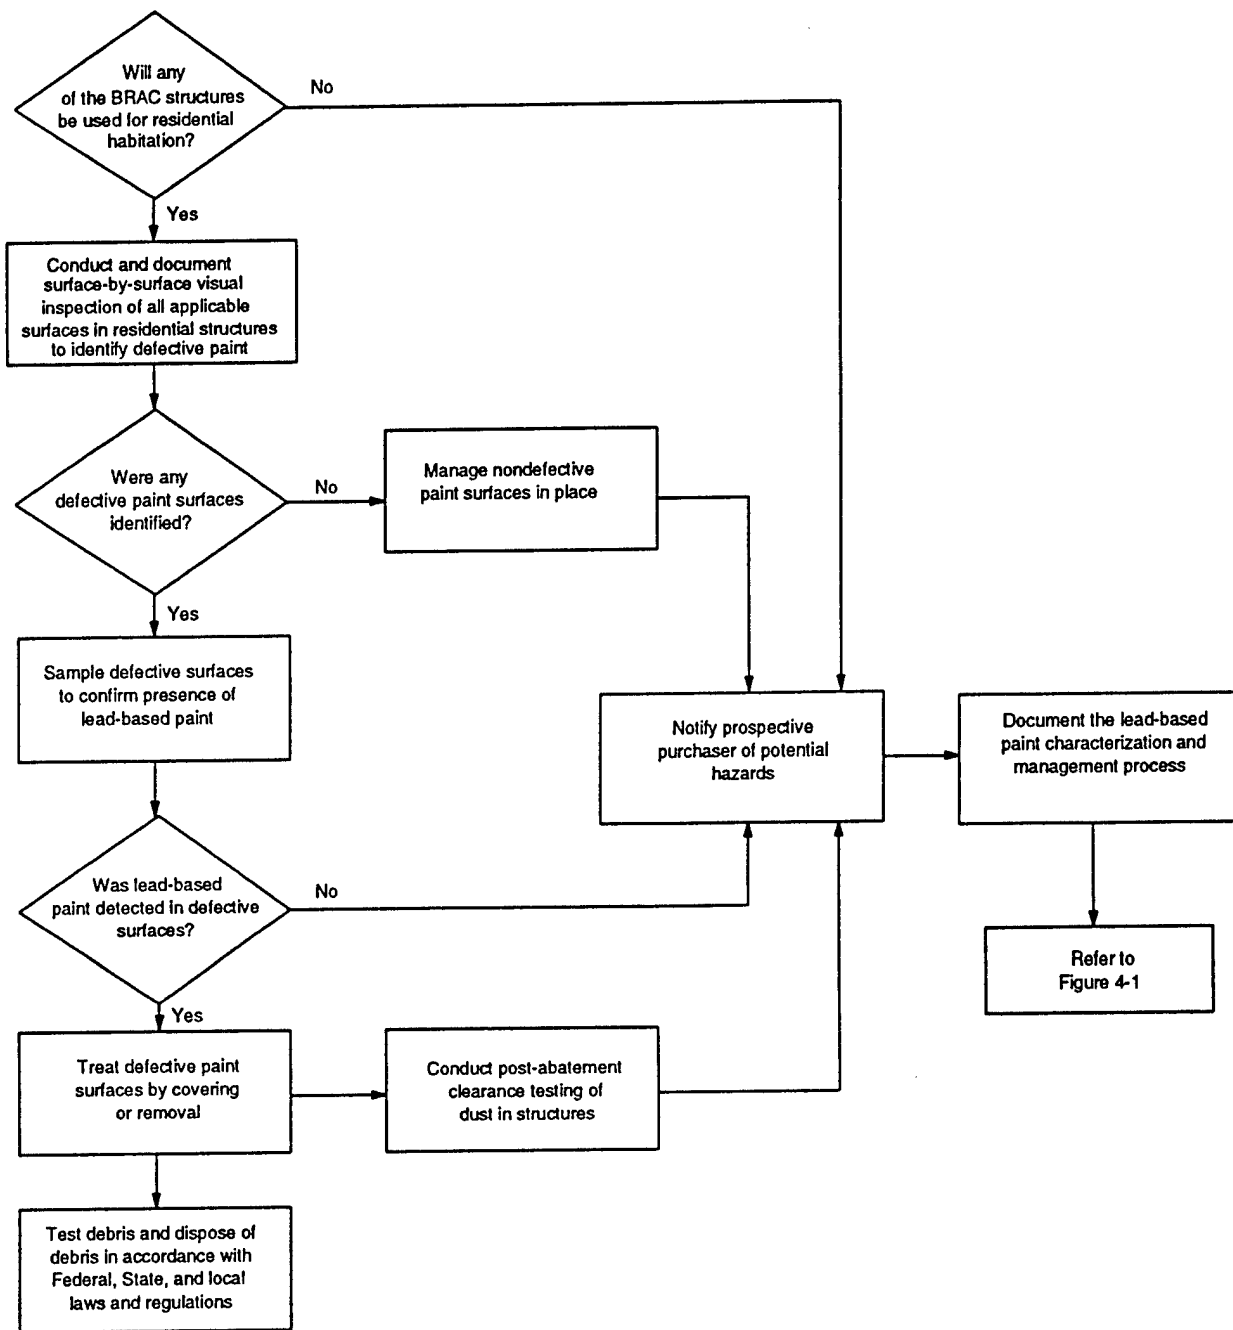 Will any
of the BRAC structures
be used for residential
habitation?
No
Yes
Conduct and document
surface-by-surface visual
inspection of all applicable
surfaces in residential structures
to identify defective paint
Were any
defective paint surfaces
identified?
No
Manage nondefective
paint surfaces in place
Yes
Sample defective surfaces
to confirm presence of
lead-based paint
Notify prospective
purchaser of potential
hazards
Document the lead-based
paint characterization and
management process
Was lead-based
paint detected in defective
surfaces?
No
Refer to
Figure 4-1
Yes
Treat defective paint
surfaces by covering
or removal
Conduct post-abatement
clearance testing of
dust in structures
Test debris and dispose of
debris in accordance with
Federal, State, and local
laws and regulations